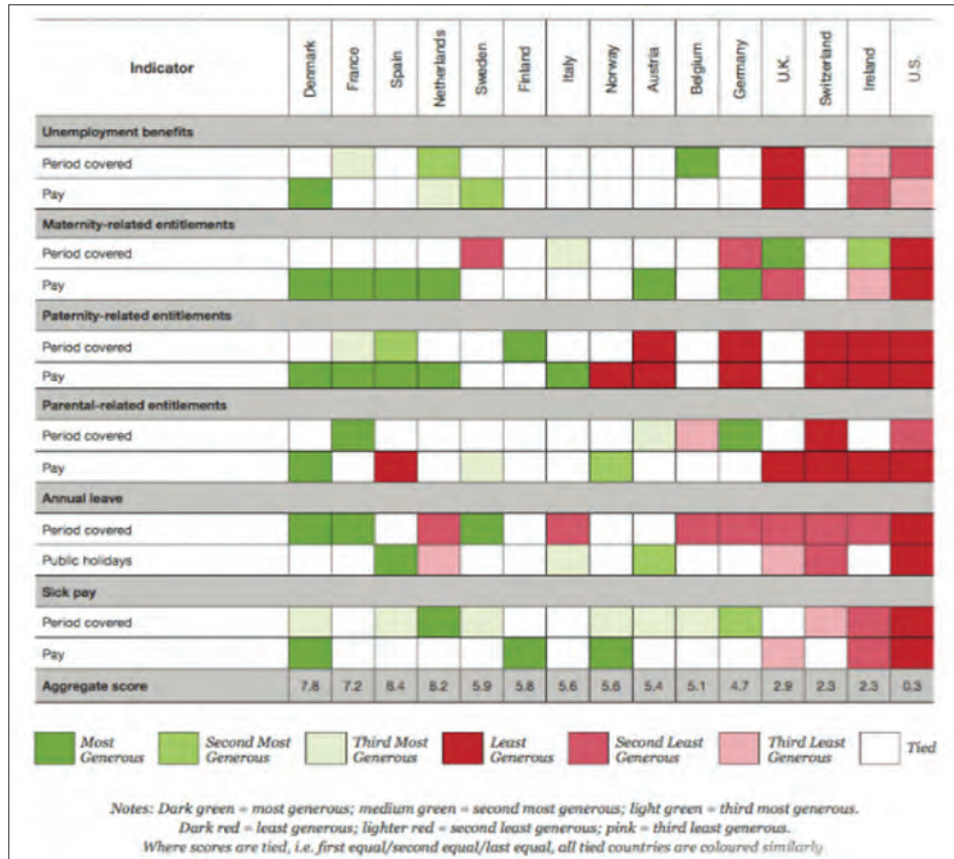 Indicator Denmark France Spain Netherlands Sweden Finland Italy Norway Austria Belgium Germany U.K. Switzerland Ireland U.S.
Unemployment benefits
Period covered
Pay
Maternity-related entitlements
Period covered
Pay
Paternity-related entitlements
Period covered
Pay
Parental-related entitlements
Period covered
Pay
Annual leave
Period covered
Public holidays
Sick pay
Period covered
Pay
Aggregate score 7.8 7.2 6.4 6.2 5.9 5.8 5.6 5.6 5.4 5.1 4.7 2.9 2.3 2.3 0.3
Most Generous Second Most Generous Third Most Generous Least Generous Second Least Generous Third Least Generous Tied
Notes: Dark green = most generous; medium green = second most generous; light green = third most generous.
Dark red = least generous; lighter red = second least generous; pink = third least generous.
Where scores are tied, i.e. first equal/second equal/last equal, all tied countries are coloured similarly